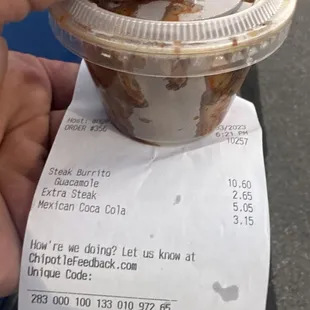 Host:
ORDER #356
/2023
6:21 PM
10257
Steak Burrito 10.60
Guacamole 2.65
Extra Steak 5.05
Mexican Coca Cola 3.15
How're we doing? Let us know at
ChipotleFeedback.com
Unique Code:
283 000 100 133 010 972 65